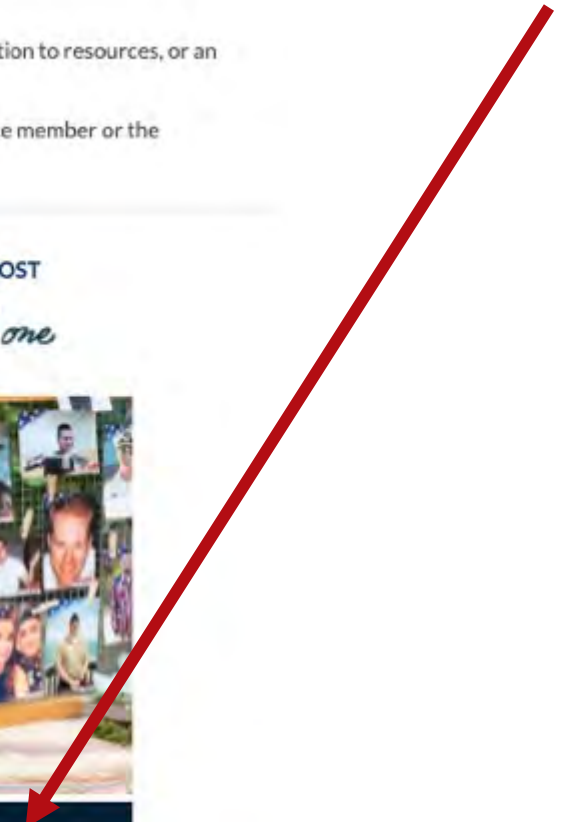 tion to resources, or an
e member or the
OST
one